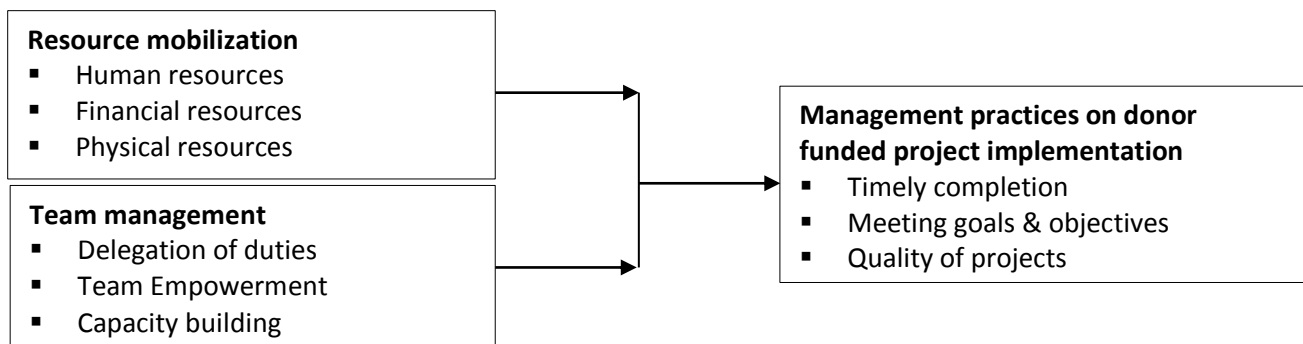 Resource mobilization
▪ Human resources
▪ Financial resources
▪ Physical resources
Team management
▪ Delegation of duties
▪ Team Empowerment
▪ Capacity building
Management practices on donor
funded project implementation
▪ Timely completion
▪ Meeting goals & objectives
▪ Quality of projects